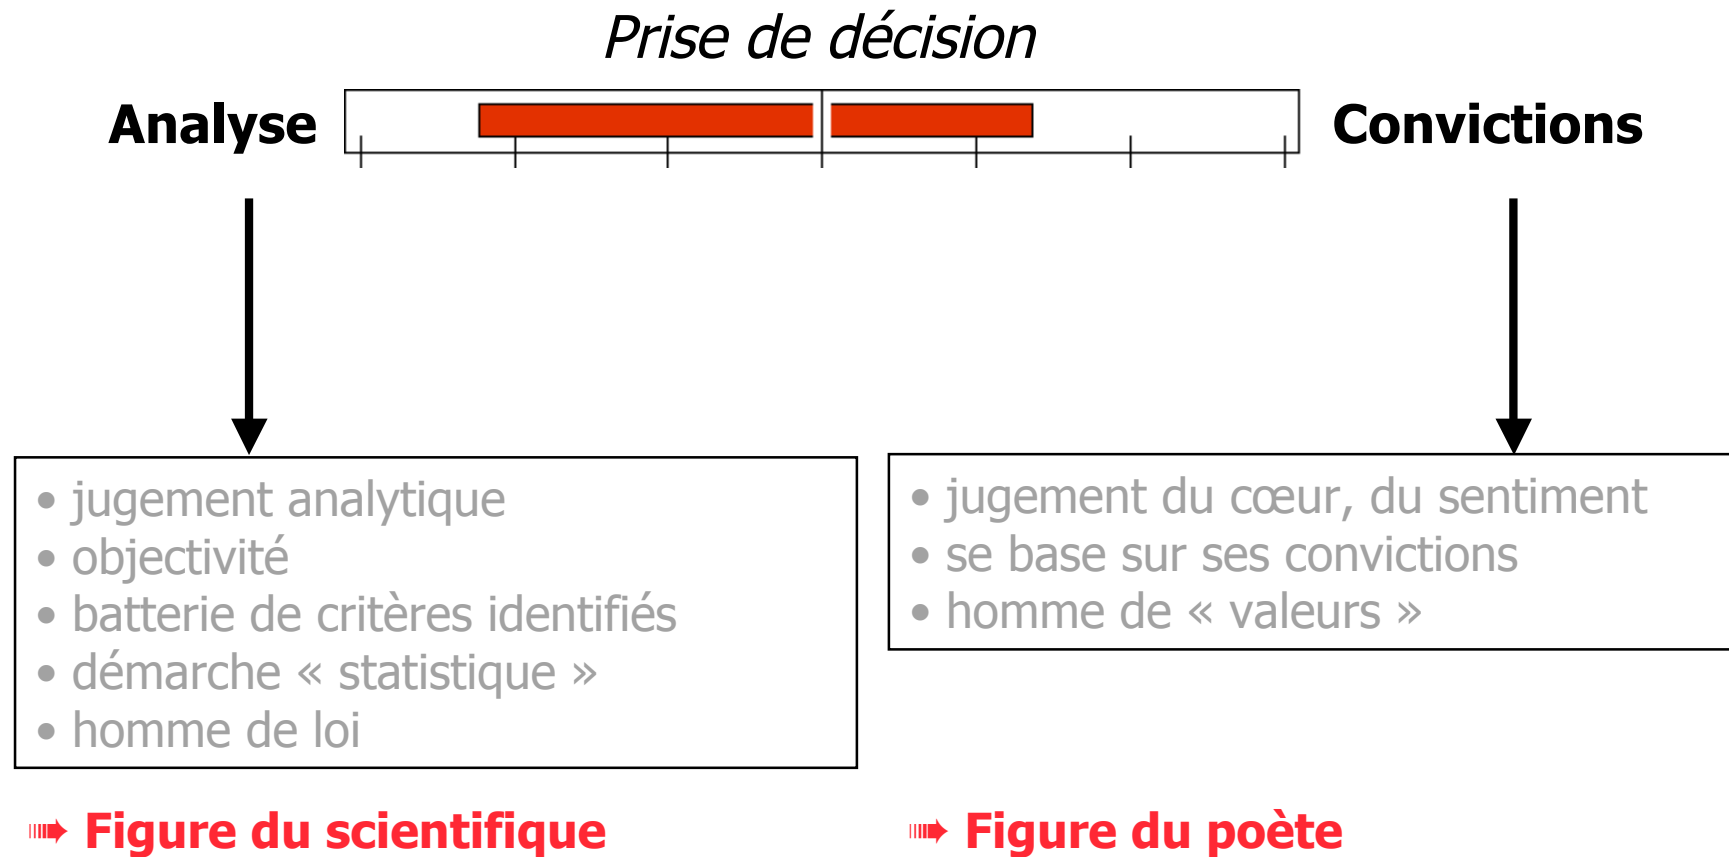 Prise de décision
Analyse
Convictions
• jugement analytique
• objectivité
• batterie de critères identifiés
• démarche « statistique »
• homme de loi
➠ Figure du scientifique
• jugement du cœur, du sentiment
• se base sur ses convictions
• homme de « valeurs »
➠ Figure du poète